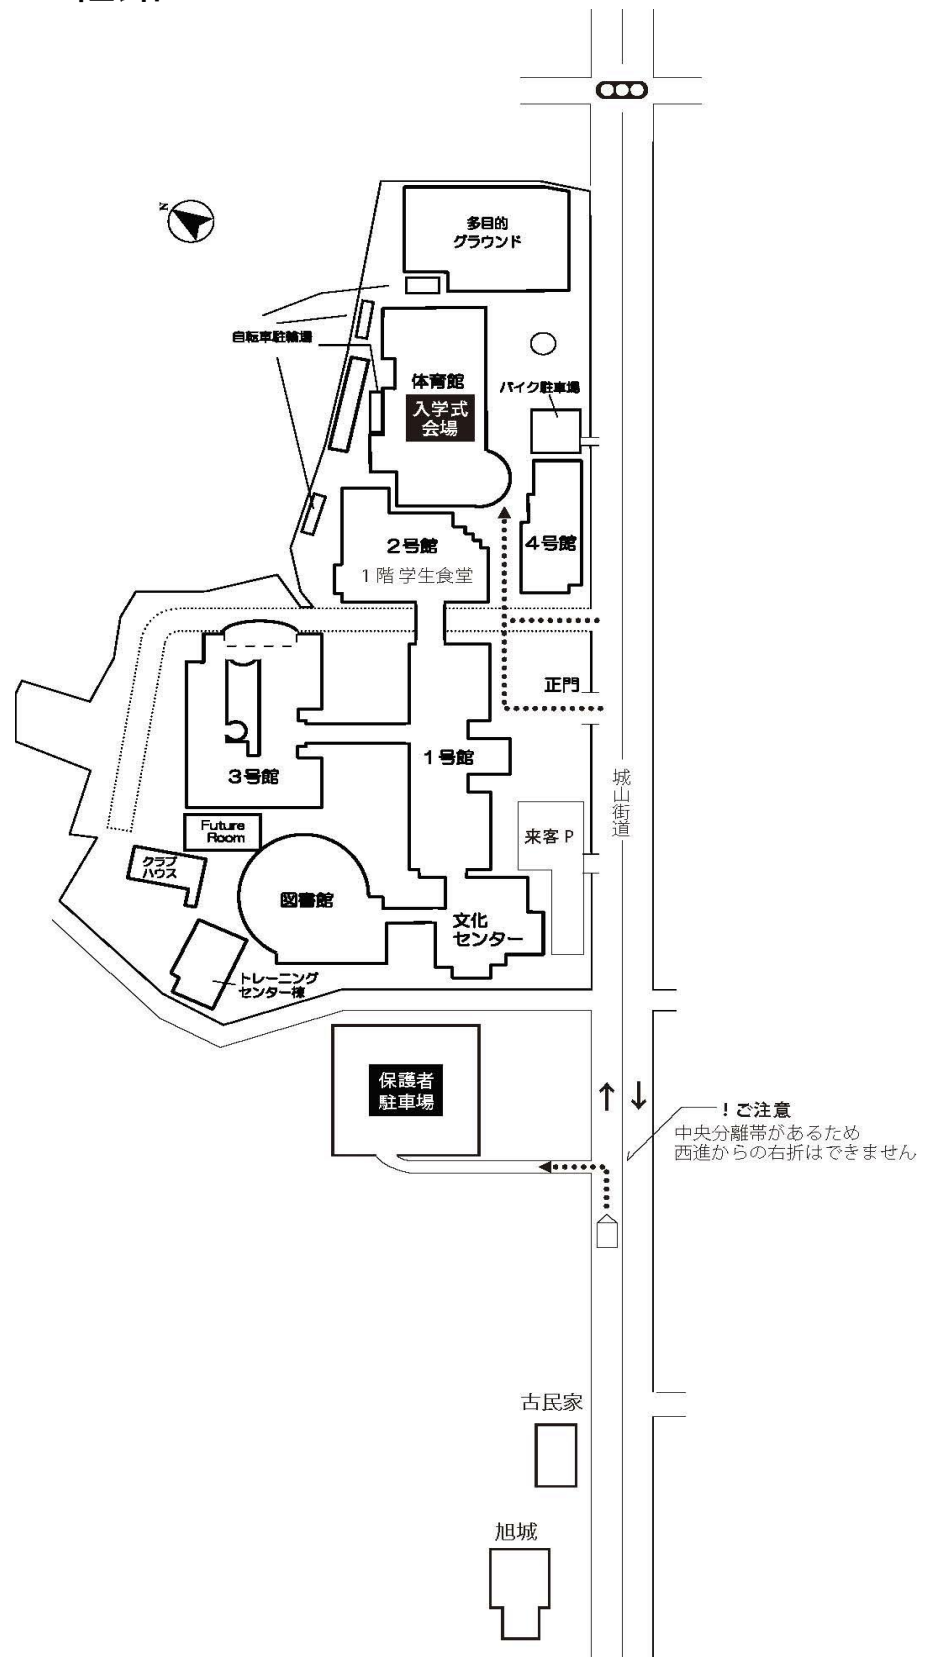 N
多目的
グラウンド
自転車駐輪場
体育館
入学式
会場
バイク駐車場
2号館
1階 学生食堂
4号館
正門
1号館
3号館
城山街道
Future
Room
来客 P
クラブ
ハウス
図書館
文化
センター
トレーニング
センター棟
保護者
駐車場
↑ ↓
！ご注意
中央分離帯があるため
西進からの右折はできません
古民家
旭城